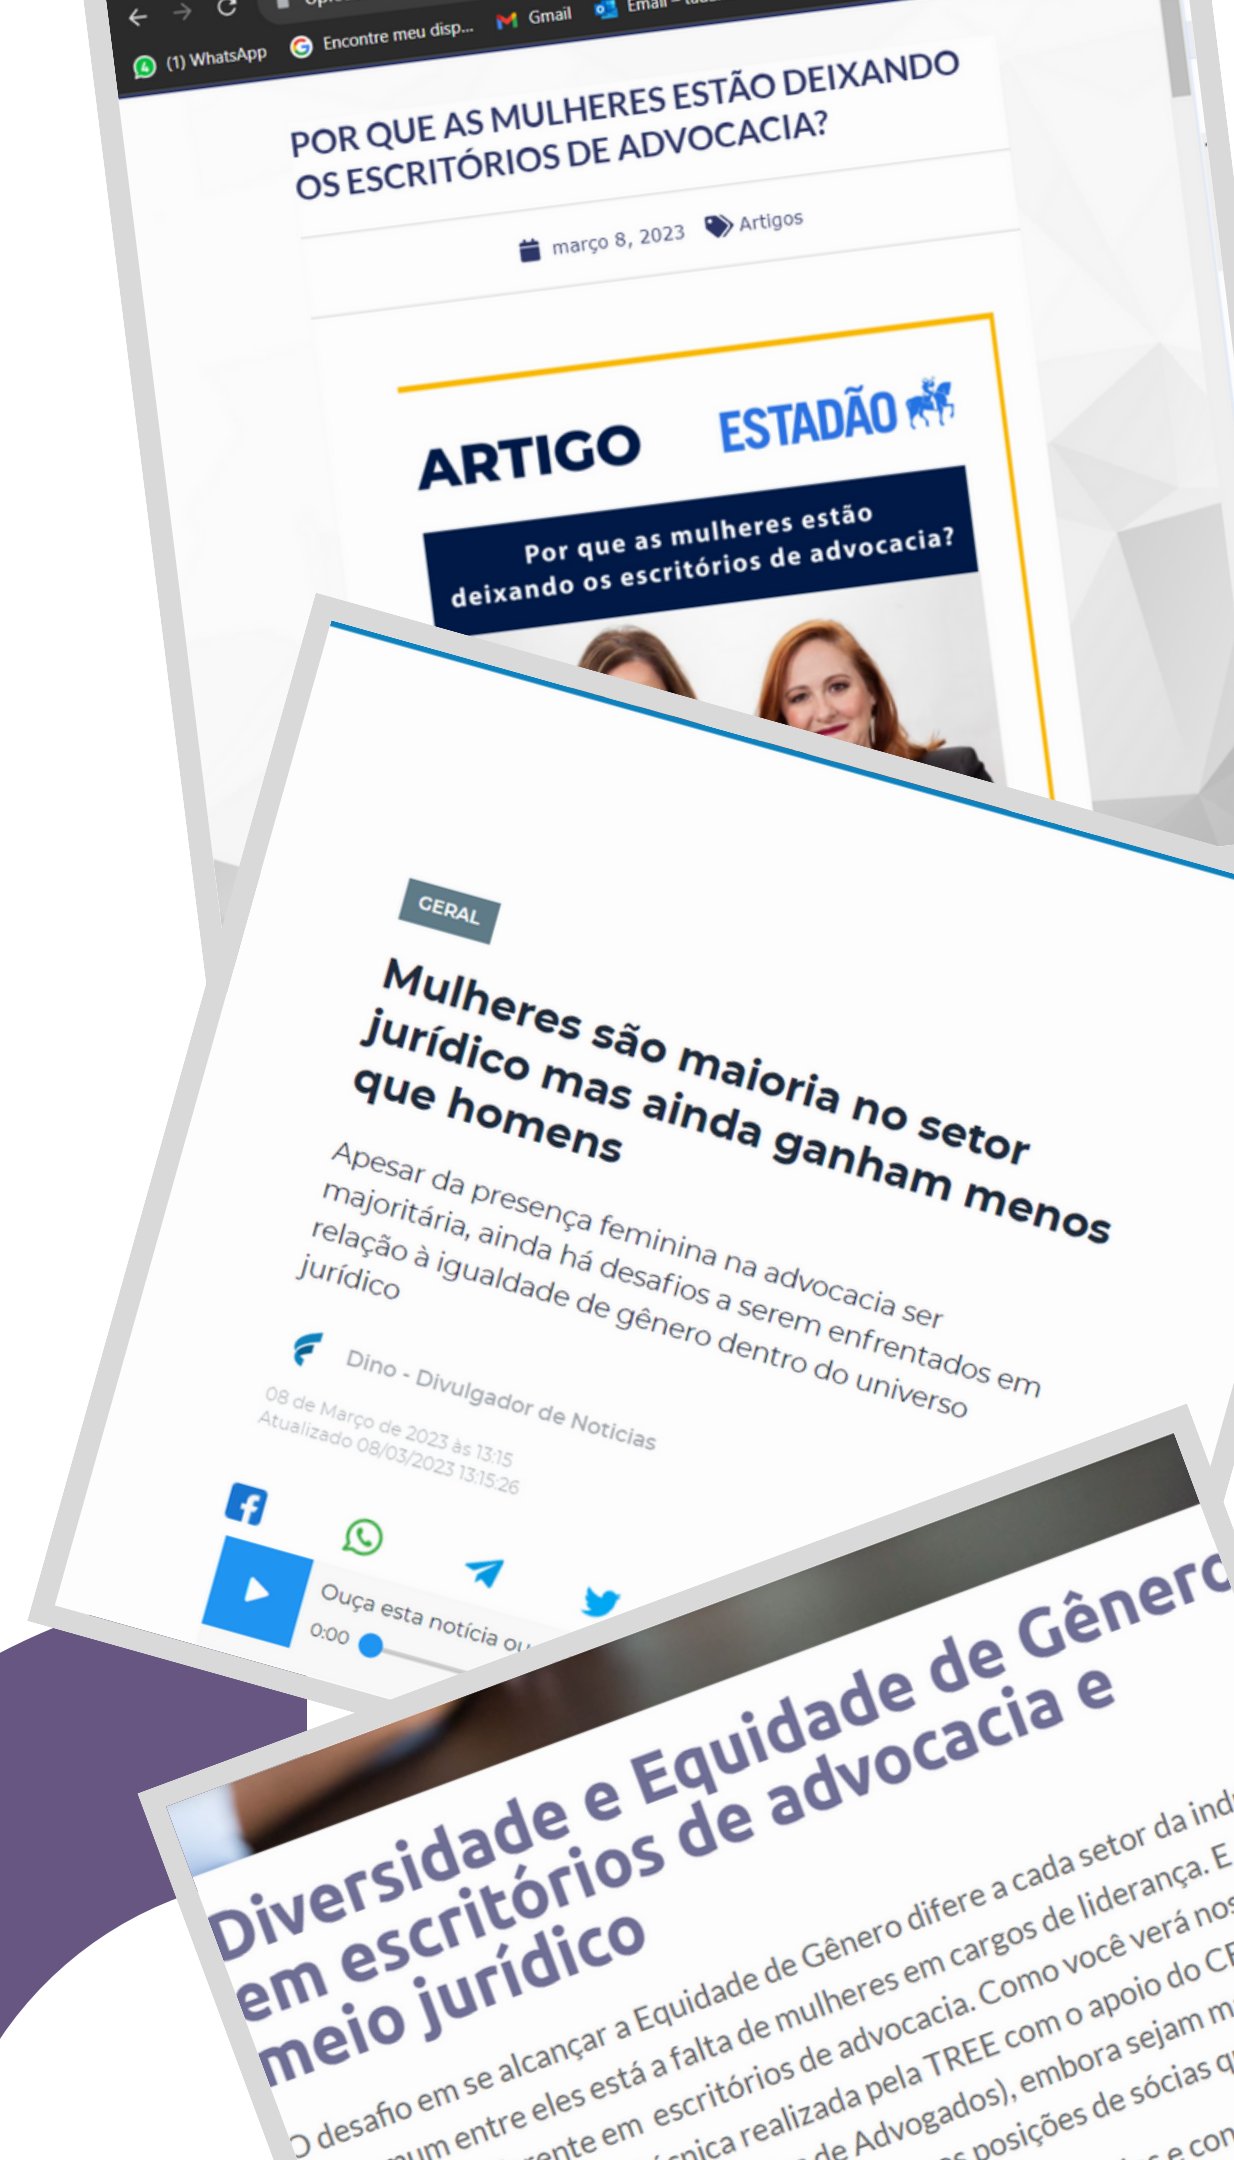 (1) WhatsApp
Encontre meu disp...
Gmail
POR QUE AS MULHERES ESTÃO DEIXANDO
OS ESCRITÓRIOS DE ADVOCACIA?
março 8, 2023
Artigos
ARTIGO
ESTADÃO
Por que as mulheres estão
deixando os escritórios de advocacia?
GERAL
Mulheres são maioria no setor
jurídico mas ainda ganham menos
que homens
Apesar da presença feminina na advocacia ser
majoritária, ainda há desafios a serem enfrentados em
relação à igualdade de gênero dentro do universo
jurídico
Dino - Divulgador de Noticias
08 de Março de 2023 às 13:15
Atualizado 08/03/2023 13:15:26
Ouça esta notícia
0:00
Diversidade e Equidade de Gênero
em escritórios de advocacia e
meio jurídico
O desafio em se alcançar a Equidade de Gênero difere a cada setor da
entre eles está a falta de mulheres em cargos de liderança. E
em escritórios de advocacia. Como você verá
realizada pela TREE com o apoio do
de Advogados), embora sejam
posições de sócias